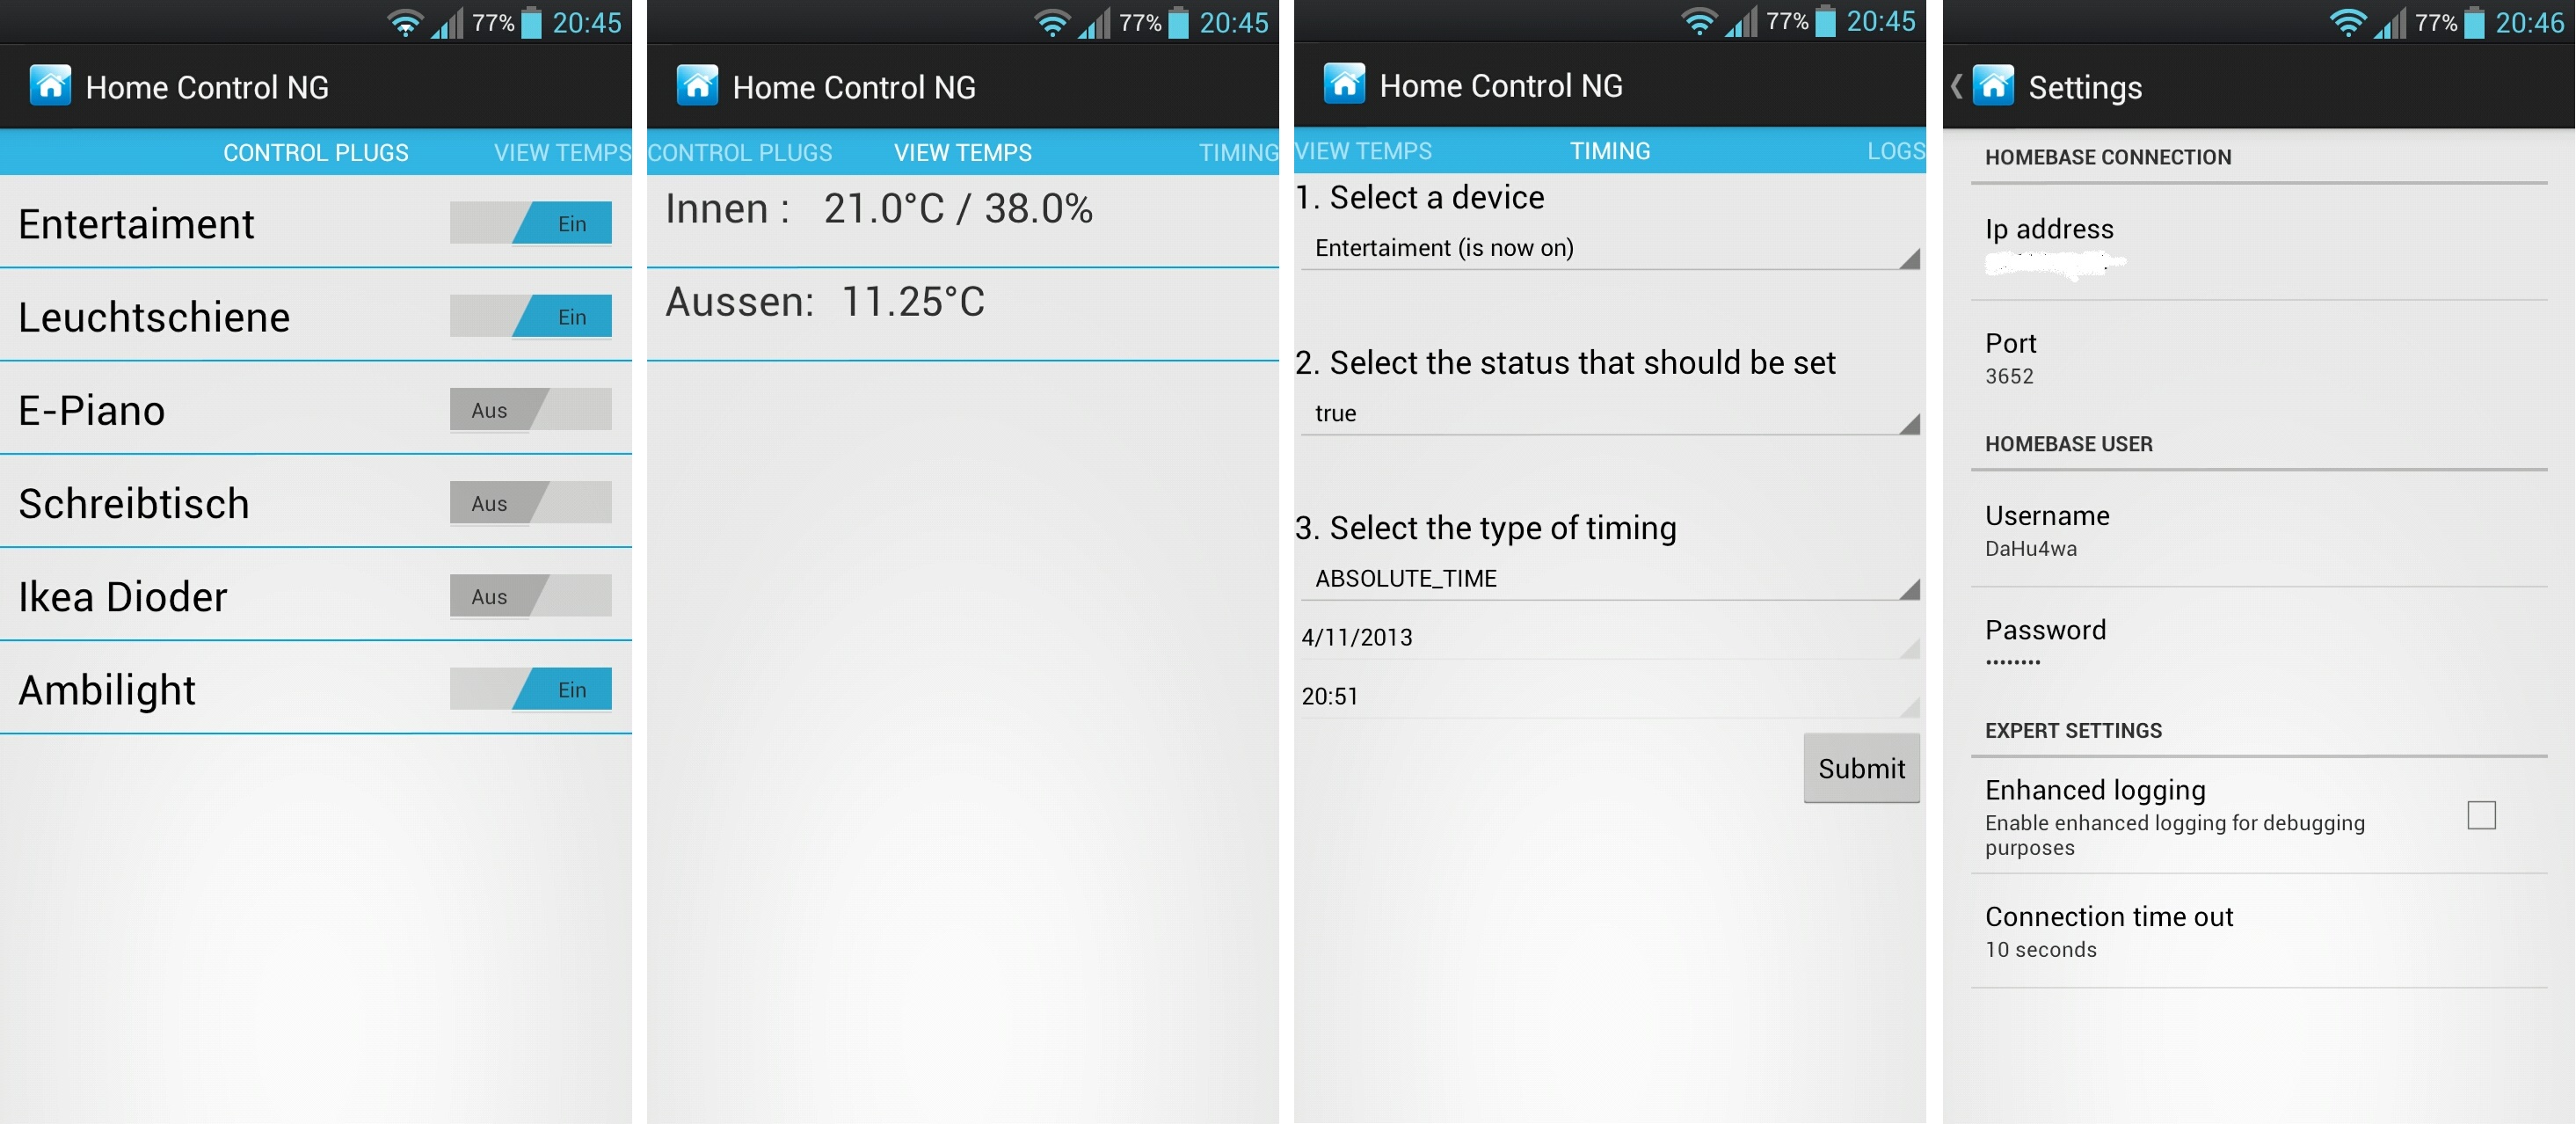 77% 20:45
Home Control NG
CONTROL PLUGS VIEW TEMPS
Entertaiment Ein
Leuchtschiene Ein
E-Piano Aus
Schreibtisch Aus
Ikea Dioder Aus
Ambilight Ein
77% 20:45
Home Control NG
CONTROL PLUGS VIEW TEMPS TIMING
Innen : 21.0°C / 38.0%
Aussen: 11.25°C
77% 20:45
Home Control NG
VIEW TEMPS TIMING LOGS
1. Select a device
Entertaiment (is now on)
2. Select the status that should be set
true
3. Select the type of timing
ABSOLUTE_TIME
4/11/2013
20:51
Submit
77% 20:46
Settings
HOMEBASE CONNECTION
Ip address
Port
3652
HOMEBASE USER
Username
DaHu4wa
Password
••••••••
EXPERT SETTINGS
Enhanced logging
Enable enhanced logging for debugging
purposes
Connection time out
10 seconds